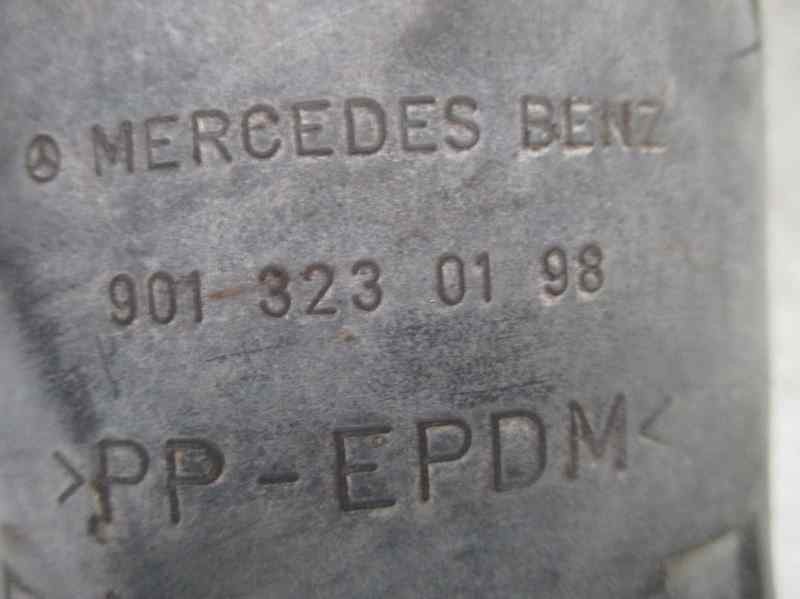 MERCEDES BENZ
901 323 01 98
>PP-EPDM<